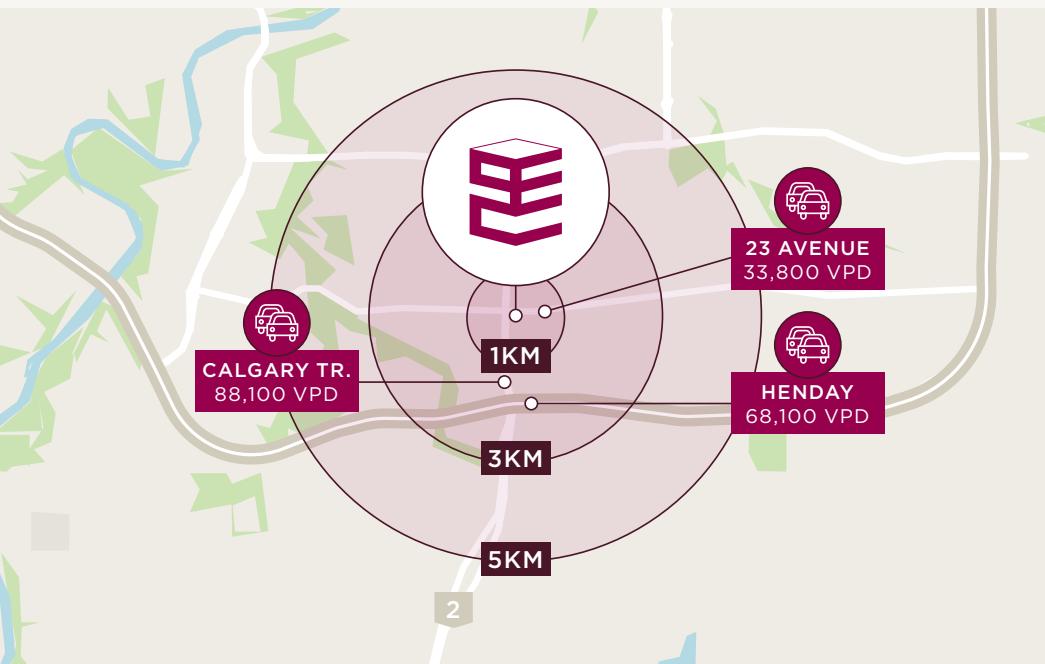 23 AVENUE
33,800 VPD
1KM
CALGARY TR.
88,100 VPD
HENDAY
68,100 VPD
3KM
5KM
2